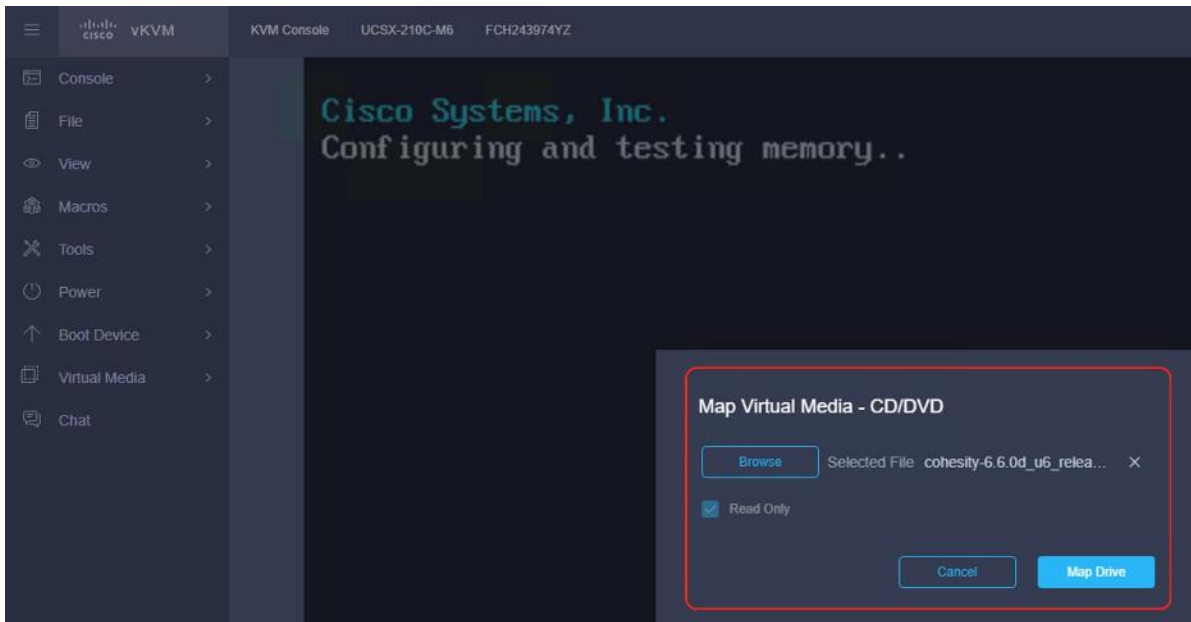 cisco vKVM
KVM Console UCSX-210C-M6 FCH243974YZ
Console
File
View
Macros
Tools
Power
Boot Device
Virtual Media
Chat
Cisco Systems, Inc.
Configuring and testing memory..
Map Virtual Media - CD/DVD
Browse Selected File cohesity-6.6.0d_u6_relea...
Read Only
Cancel Map Drive